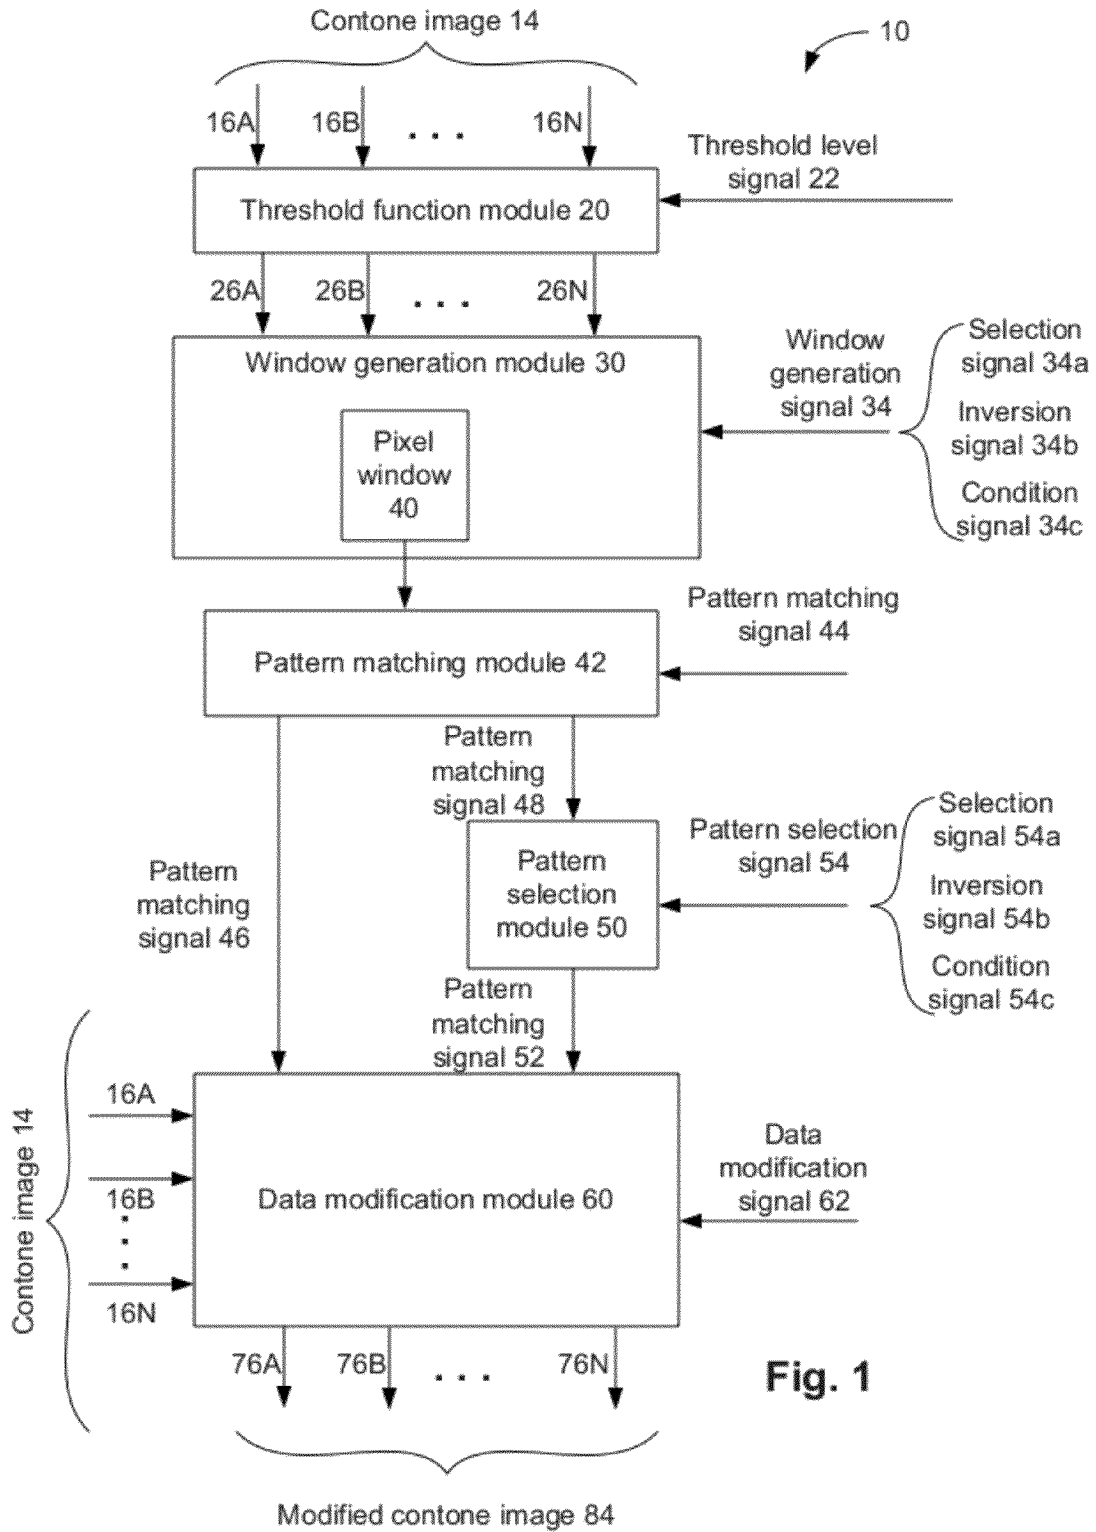 Contone image 14
10
16A
16B
. . .
16N
Threshold level
signal 22
Threshold function module 20
26A
26B
. . .
26N
Window generation module 30
Window
generation
signal 34
Selection
signal 34a
Inversion
signal 34b
Condition
signal 34c
Pixel
window
40
Pattern matching
signal 44
Pattern matching module 42
Pattern
matching
signal 48
Pattern
matching
signal 46
Pattern
selection
module 50
Pattern selection
signal 54
Selection
signal 54a
Inversion
signal 54b
Condition
signal 54c
Pattern
matching
signal 52
Contone image 14
16A
16B
. . .
16N
Data modification module 60
Data
modification
signal 62
76A
76B
. . .
76N
Fig. 1
Modified contone image 84